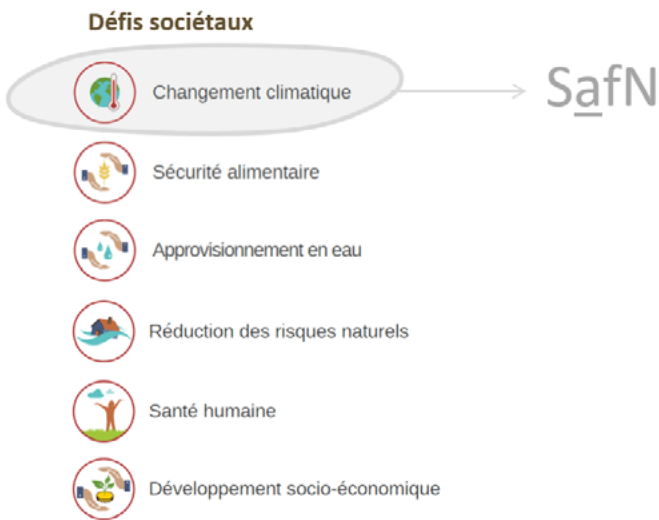 Défis sociétaux
Changement climatique
SafN
Sécurité alimentaire
Approvisionnement en eau
Réduction des risques naturels
Santé humaine
Développement socio-économique